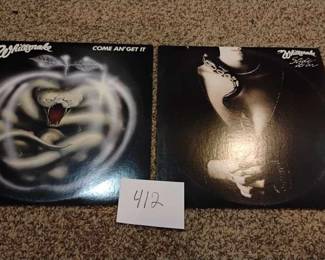 Whitesnake
COME AN' GET IT
Whitesnake
Slide
it in
412